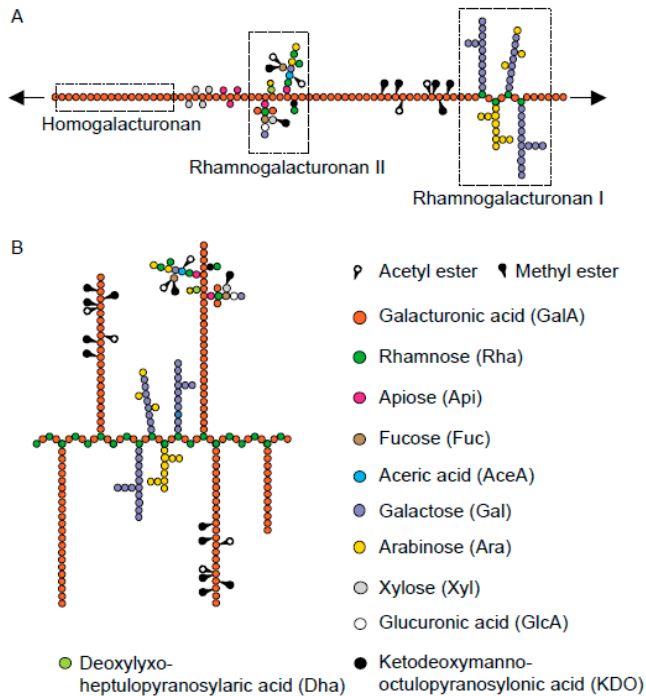 A
Homogalacturonan
Rhamnogalacturonan II
Rhamnogalacturonan I
B
Acetyl ester
Methyl ester
Galacturonic acid (GalA)
Rhamnose (Rha)
Apiose (Api)
Fucose (Fuc)
Aceric acid (AceA)
Galactose (Gal)
Arabinose (Ara)
Xylose (Xyl)
Glucuronic acid (GlcA)
Deoxylyxo-
heptulopyranosylaric acid (Dha)
Ketodeoxymanno-
octulopyranosylonic acid (KDO)